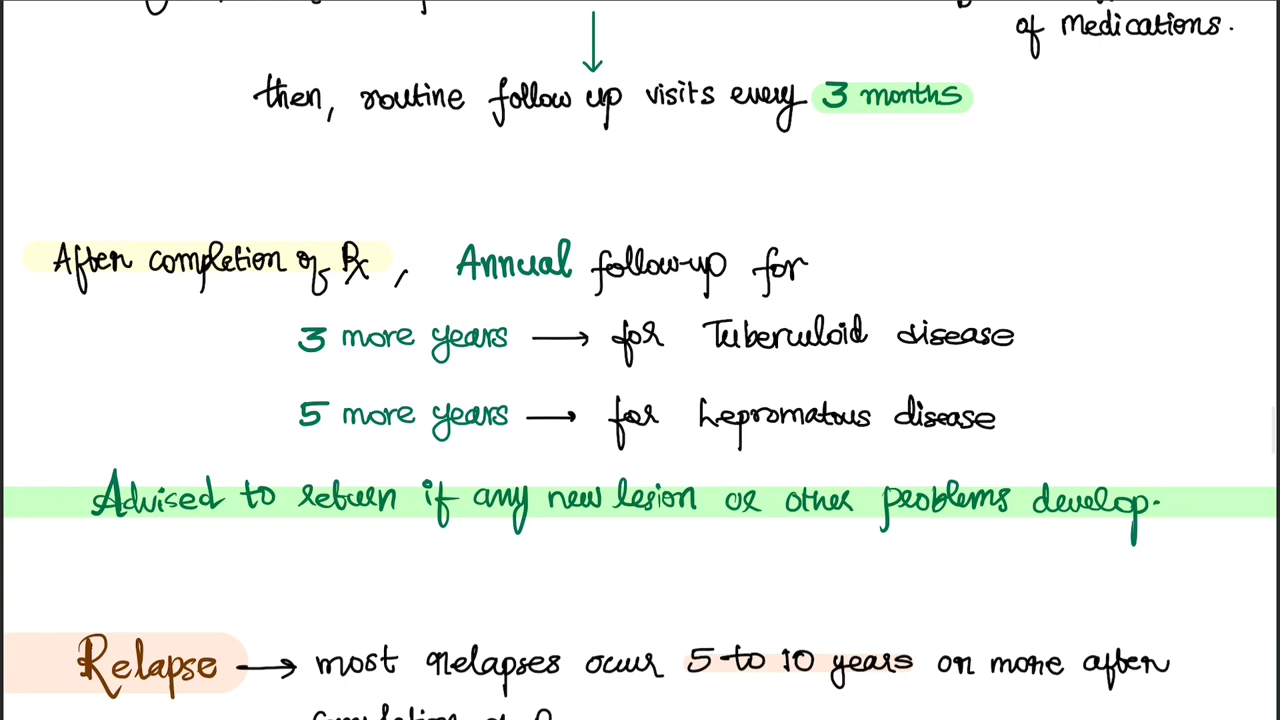 of Medications.
then, routine follow up visits every 3 months
After completion of Rx, Annual followup for
3 more years → for Tuberculoid disease
5 more years → for Lepromatous disease
Advised to return if any new lesion or other problems develop.
Relapse → most relapses occur 5 to 10 years or more after